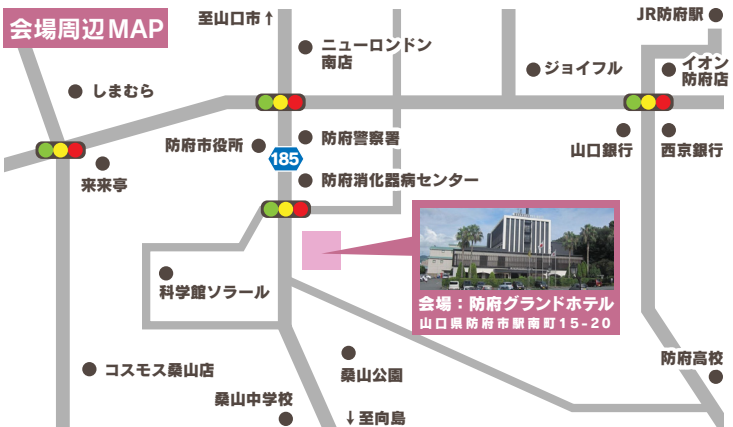 会場周辺MAP
至山口市↑
JR防府駅
ニューロンドン
南店
ジョイフル
イオン
防府店
しまむら
防府市役所
防府警察署
山口銀行
西京銀行
185
来来亭
防府消化器病センター
科学館ソラール
会場：防府グランドホテル
山口県防府市駅南町15-20
防府高校
コスモス桑山店
桑山公園
桑山中学校
↓至向島